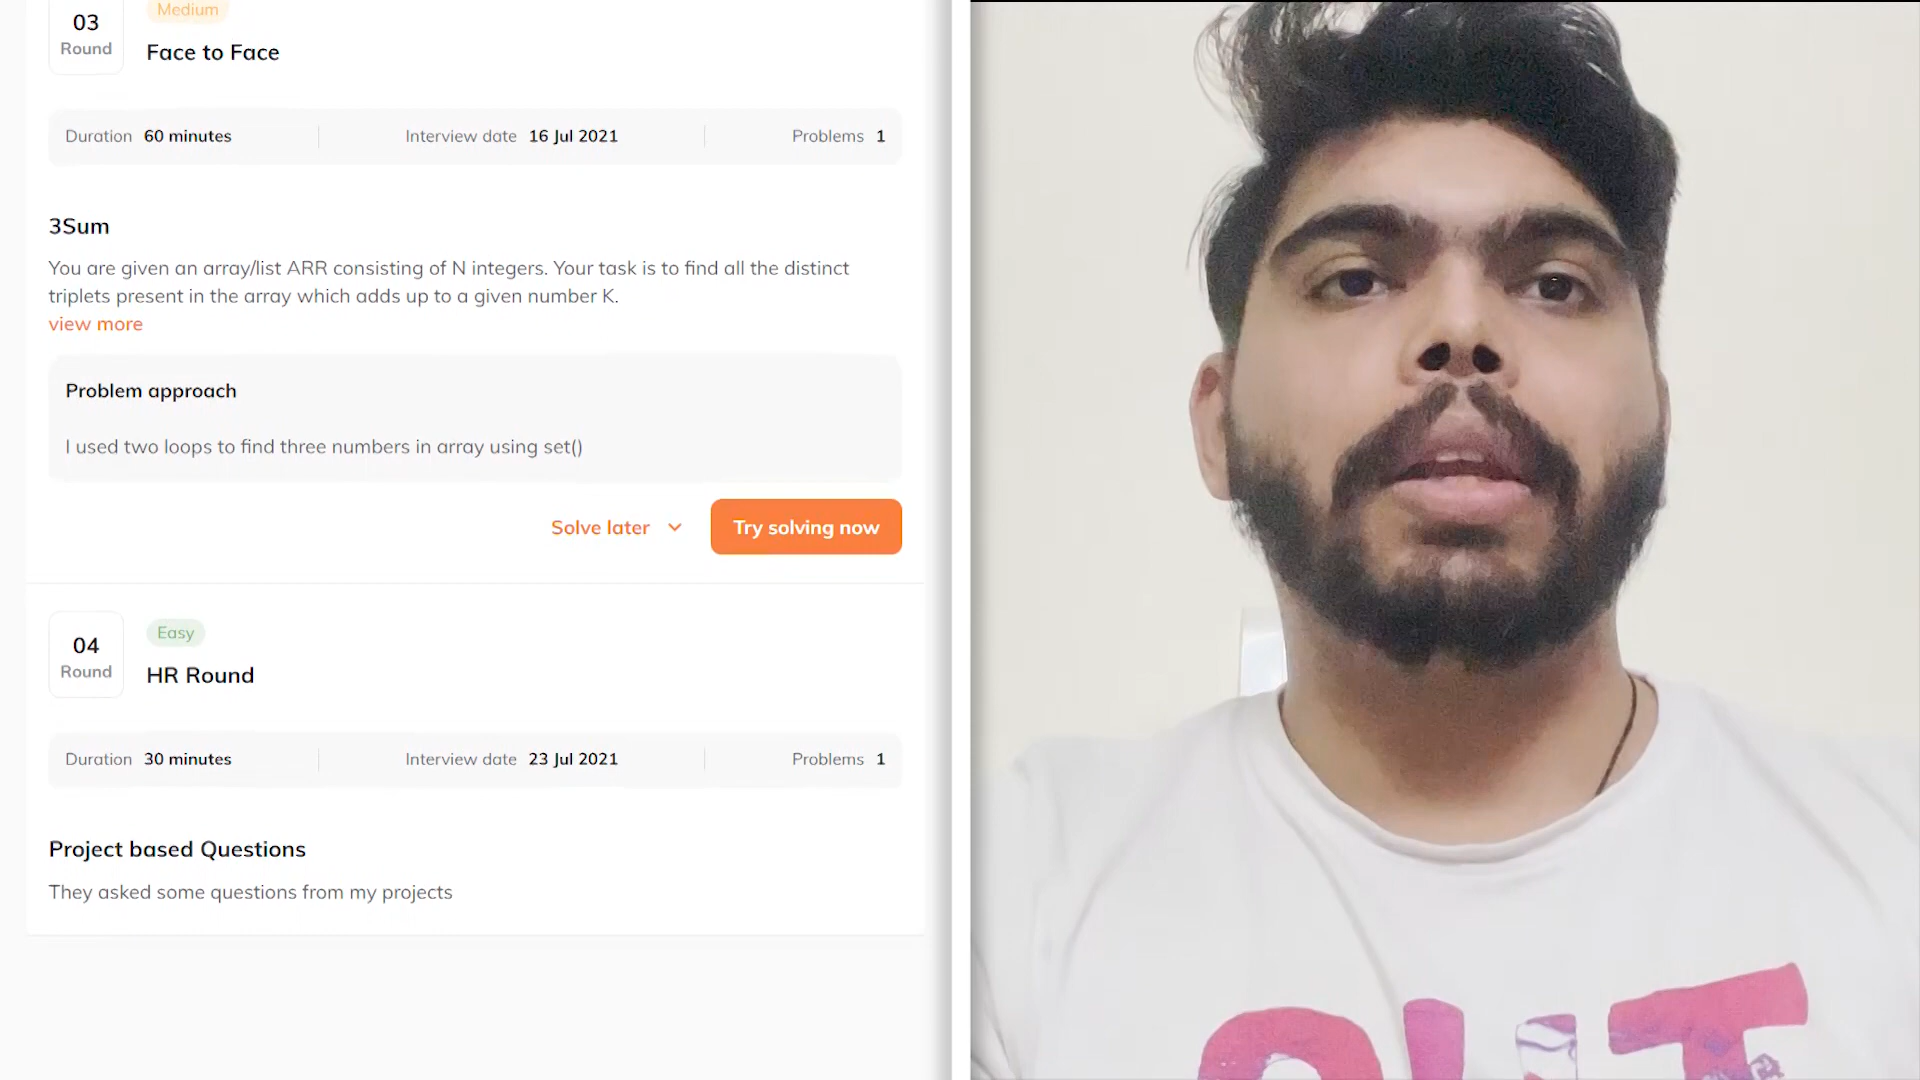 03
Round
Medium
Face to Face
Duration 60 minutes
Interview date 16 Jul 2021
Problems 1
3Sum
You are given an array/list ARR consisting of N integers. Your task is to find all the distinct
triplets present in the array which adds up to a given number K.
view more
Problem approach
I used two loops to find three numbers in array using set()
Solve later
Try solving now
04
Round
Easy
HR Round
Duration 30 minutes
Interview date 23 Jul 2021
Problems 1
Project based Questions
They asked some questions from my projects